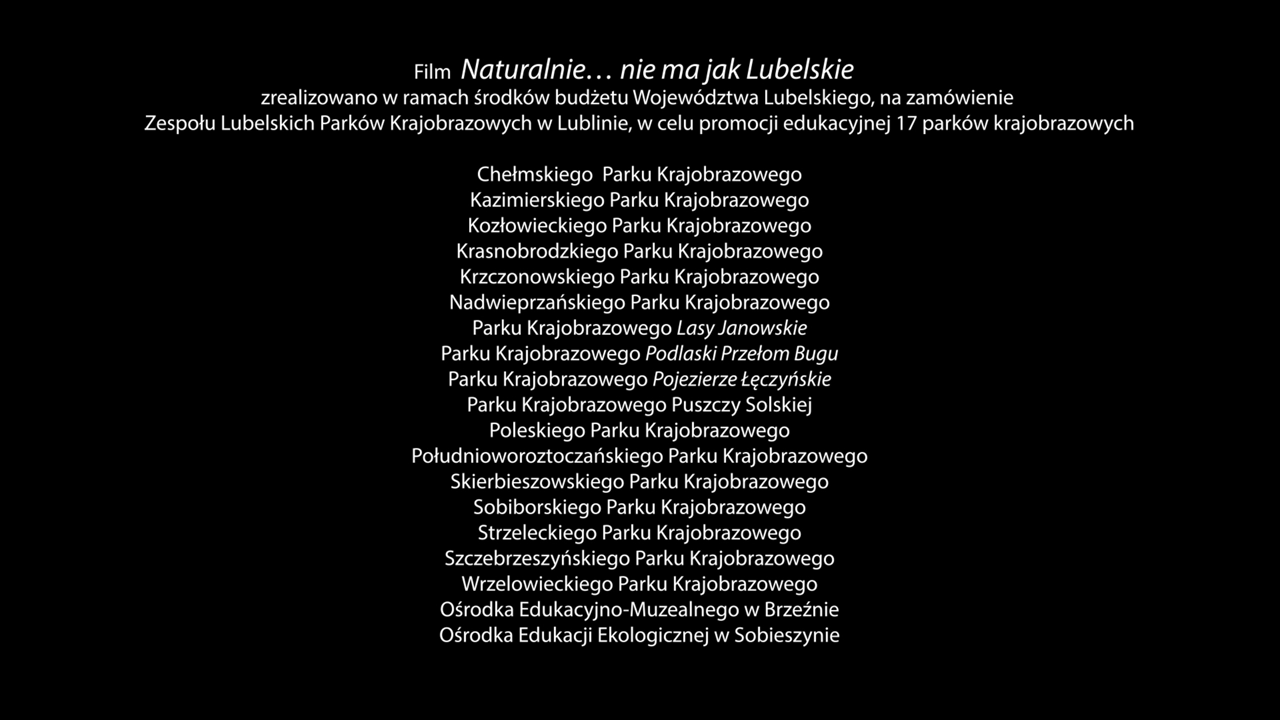 Film Naturalnie… nie ma jak Lubelskie
zrealizowano w ramach środków budżetu Województwa Lubelskiego, na zamówienie
Zespołu Lubelskich Parków Krajobrazowych w Lublinie, w celu promocji edukacyjnej 17 parków krajobrazowych
Chełmskiego Parku Krajobrazowego
Kazimierskiego Parku Krajobrazowego
Kozłowieckiego Parku Krajobrazowego
Krasnobrodzkiego Parku Krajobrazowego
Krzczonowskiego Parku Krajobrazowego
Nadwieprzańskiego Parku Krajobrazowego
Parku Krajobrazowego Lasy Janowskie
Parku Krajobrazowego Podlaski Przełom Bugu
Parku Krajobrazowego Pojezierze Łęczyńskie
Parku Krajobrazowego Puszczy Solskiej
Poleskiego Parku Krajobrazowego
Południoworoztoczańskiego Parku Krajobrazowego
Skierbieszowskiego Parku Krajobrazowego
Sobiborskiego Parku Krajobrazowego
Strzeleckiego Parku Krajobrazowego
Szczebrzeszyńskiego Parku Krajobrazowego
Wrzelowieckiego Parku Krajobrazowego
Ośrodka Edukacyjno-Muzealnego w Brzeźnie
Ośrodka Edukacji Ekologicznej w Sobieszynie